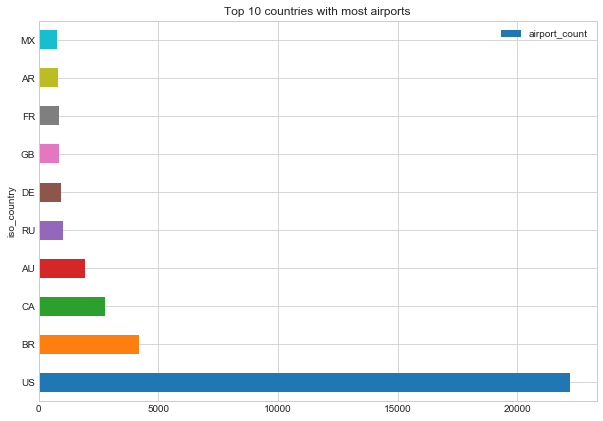 Top 10 countries with most airports
airport_count
iso_country
MX
AR
FR
GB
DE
RU
AU
CA
BR
US
0 5000 10000 15000 20000